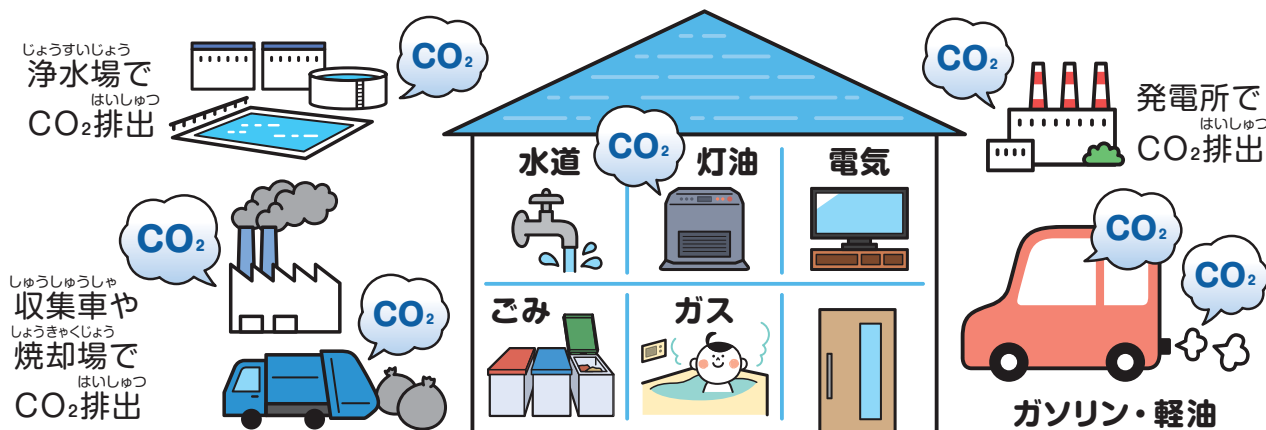 じょうすいじょう
浄水場で
はいしゅつ
CO₂排出
CO₂
CO₂
発電所で
はいしゅつ
CO₂排出
水道
CO₂
灯油
電気
CO₂
しゅうしゅうしゃ
収集車や
しょうきゃくじょう
焼却場で
はいしゅつ
CO₂排出
CO₂
ごみ
ガス
CO₂
CO₂
ガソリン・軽油